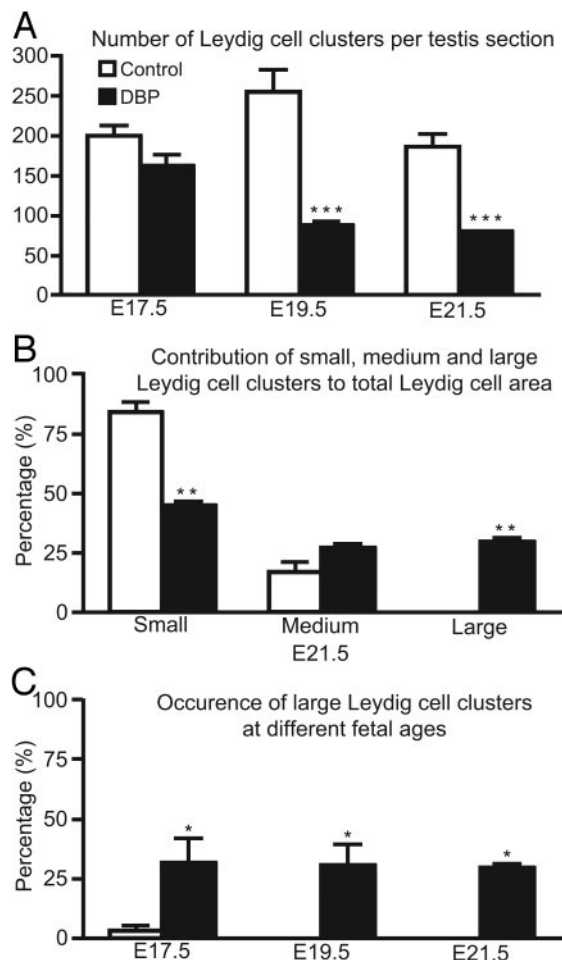 A
Number of Leydig cell clusters per testis section
300
250
200
150
100
50
0
Control
DBP
***
***
E17.5 E19.5 E21.5
B
Contribution of small, medium and large
Leydig cell clusters to total Leydig cell area
Percentage (%)
100
75
50
25
0
**
**
Small Medium Large
E21.5
C
Occurence of large Leydig cell clusters
at different fetal ages
Percentage (%)
100
75
50
25
0
*
*
*
E17.5 E19.5 E21.5